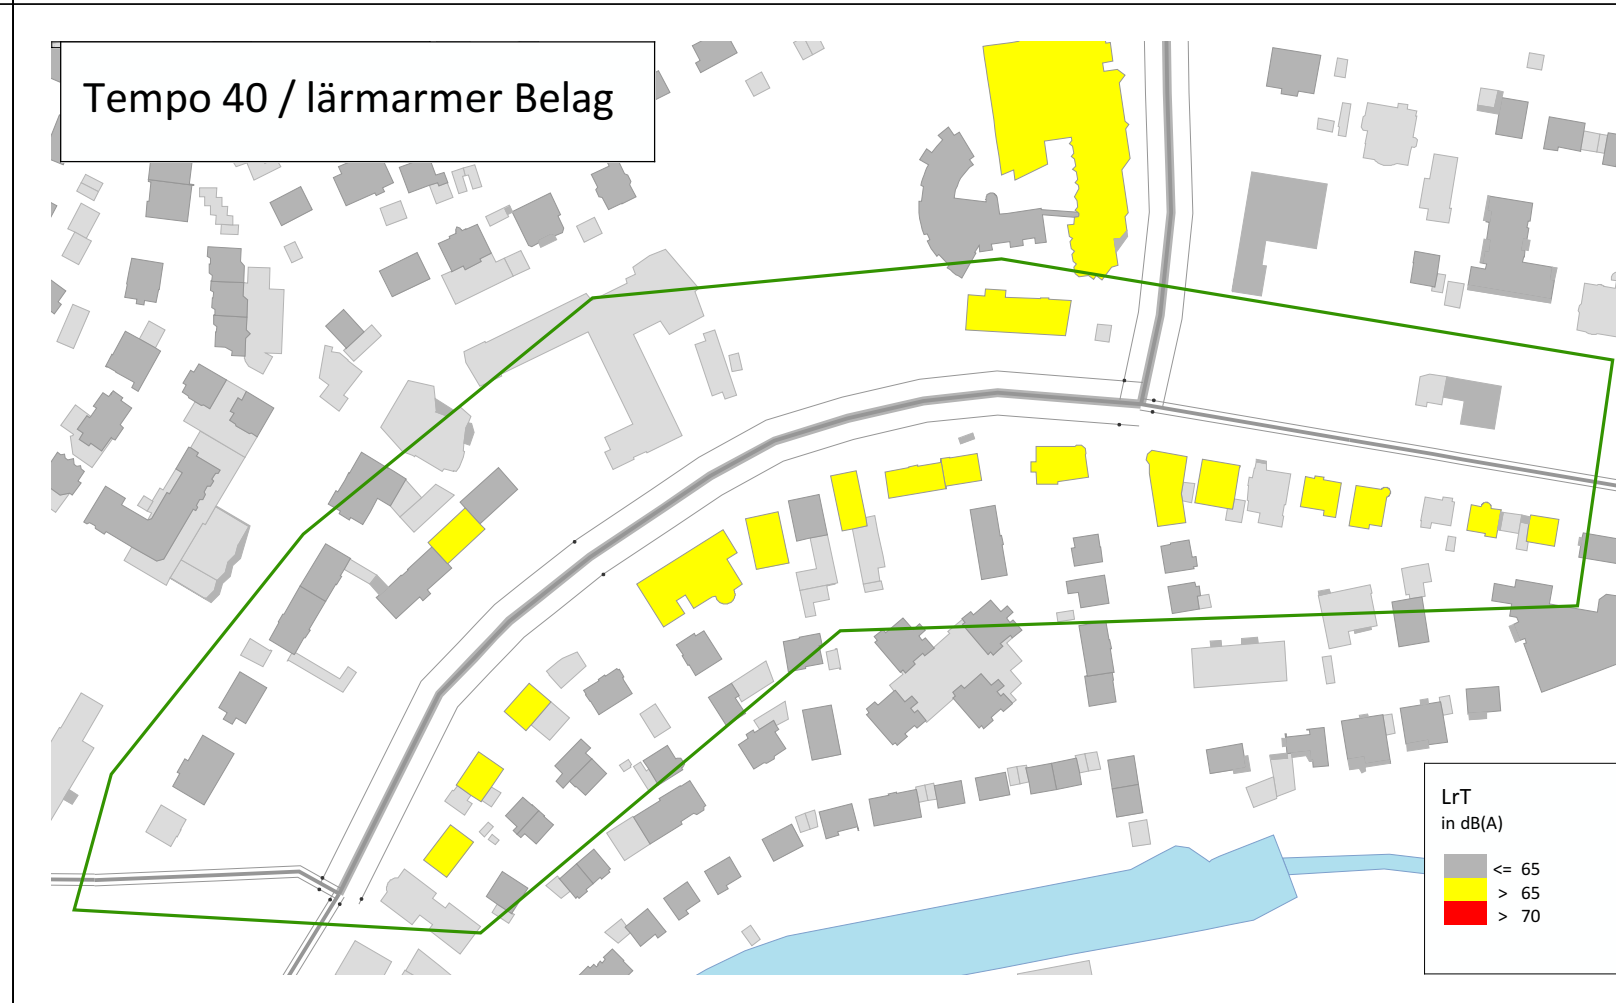 Tempo 40 / lärmarmer Belag
LrT
in dB(A)
<= 65
> 65
> 70